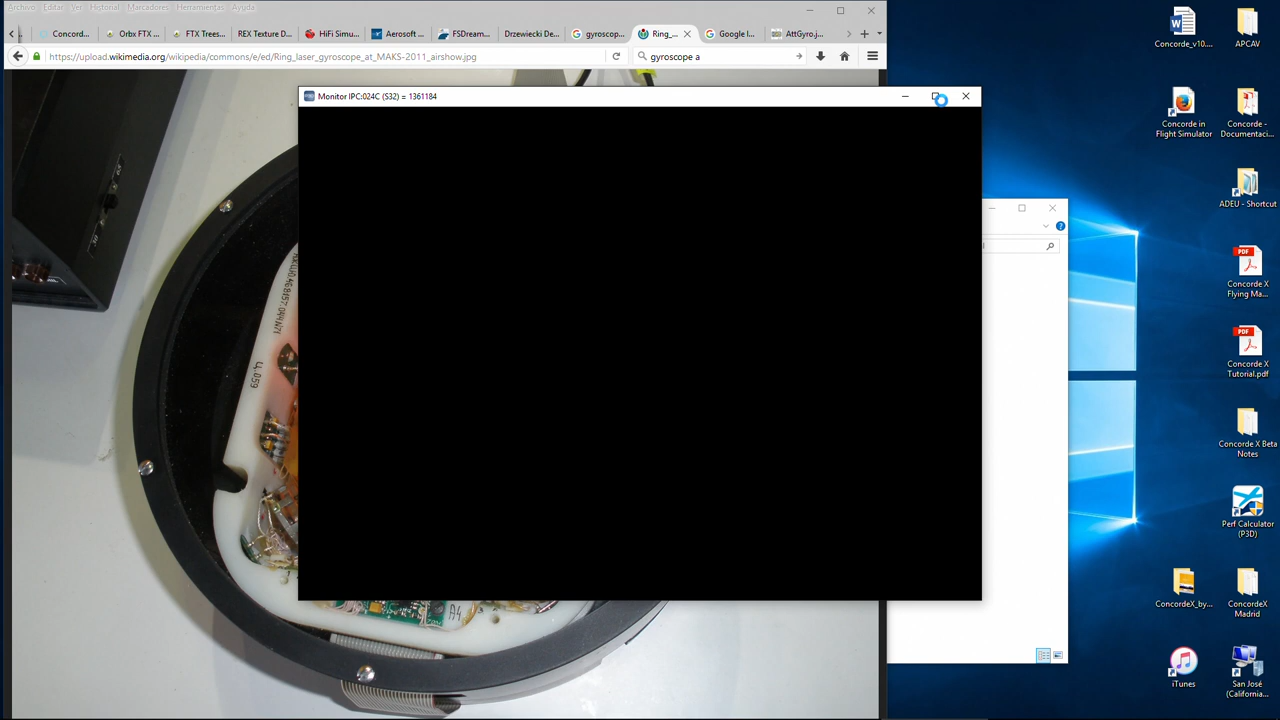 Archivo Editar Ver Historial Marcadores Herramientas Ayuda
Concord... Orbx FTX ... FTX Trees... REX Texture D... HiFi Simu... Aerosoft ... FSDream... Drzewiecki De... gyroscop... Ring_... Google I... AttGyro.j...
https://upload.wikimedia.org/wikipedia/commons/e/ed/Ring_laser_gyroscope_at_MAKS-2011_airshow.jpg gyroscope a
Monitor IPC:024C (S32) = 1361184
4.059
A4
Concorde_v10....
APCAV
Concorde in
Flight Simulator
Concorde -
Documentaci...
ADEU - Shortcut
Concorde X
Flying Ma...
Concorde X
Tutorial.pdf
Concorde X Beta
Notes
Perf Calculator
(P3D)
ConcordeX_by...
ConcordeX
Madrid
iTunes
San José
(California...